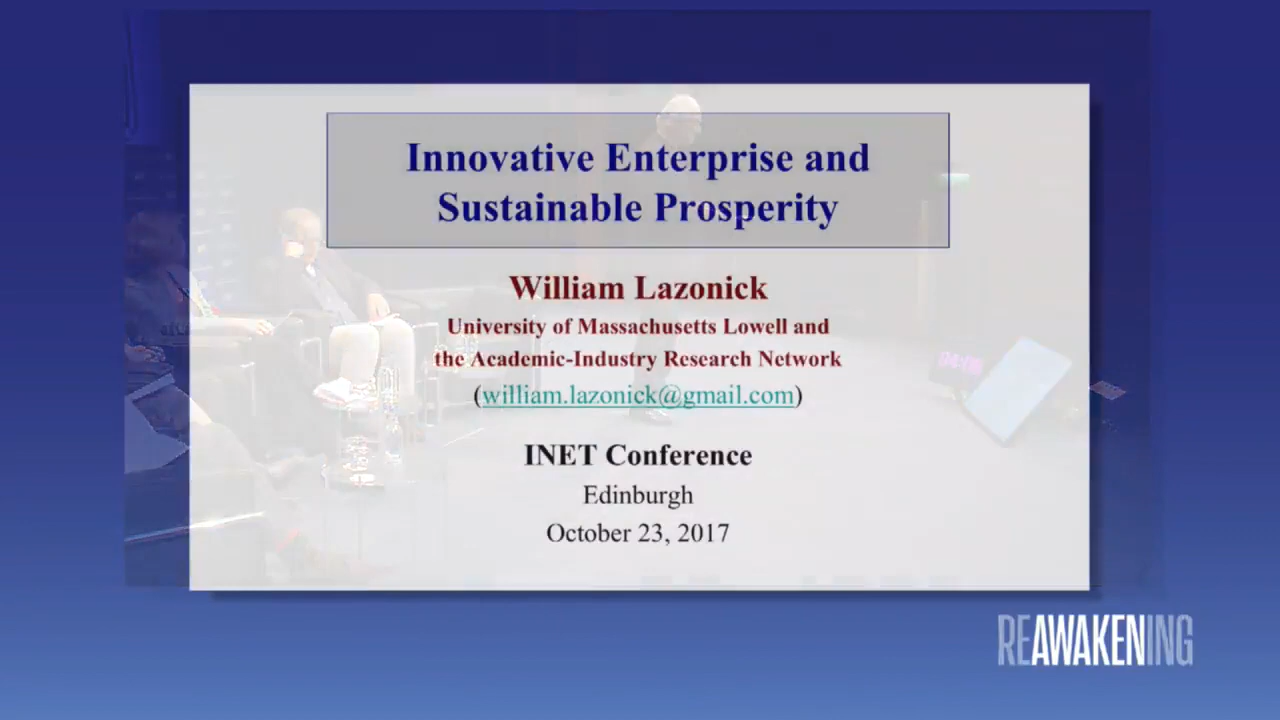 Innovative Enterprise and
Sustainable Prosperity
William Lazonick
University of Massachusetts Lowell and
the Academic-Industry Research Network
(william.lazonick@gmail.com)
INET Conference
Edinburgh
October 23, 2017
REAWAKENING